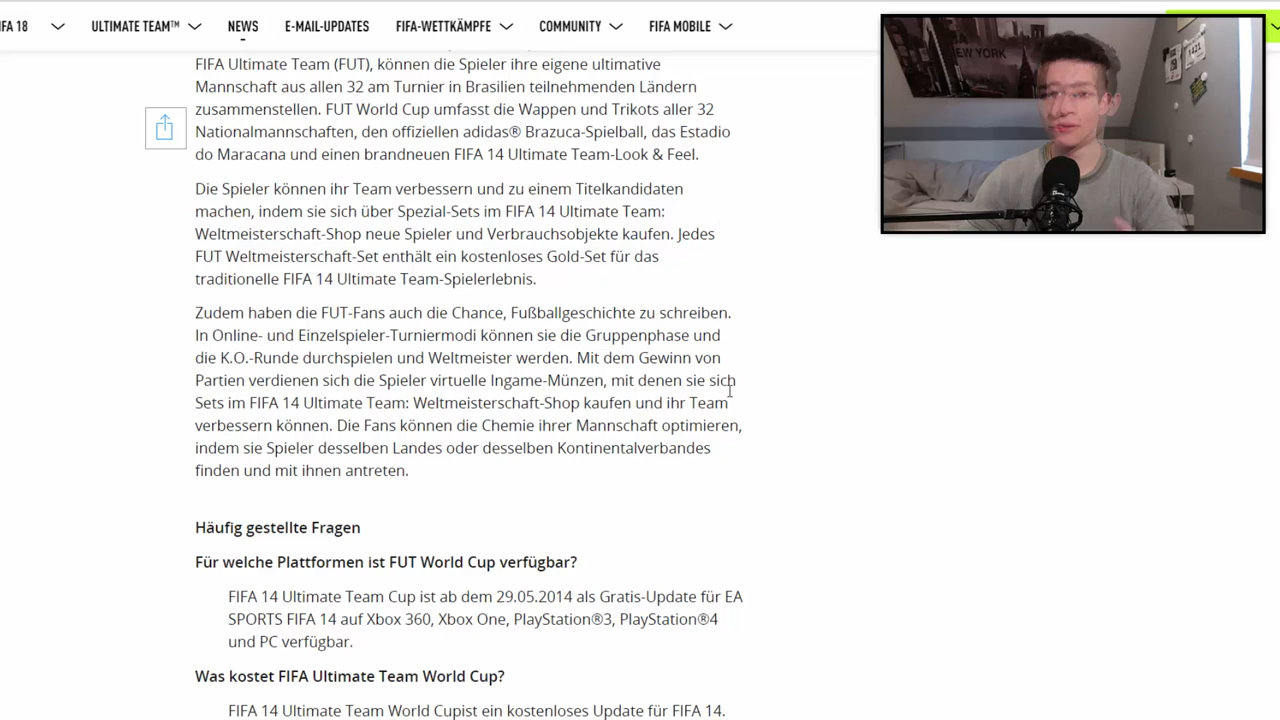 FA 18
ULTIMATE TEAM™
NEWS
E-MAIL-UPDATES
FIFA-WETTKÄMPFE
COMMUNITY
FIFA MOBILE
NEW YORK
1421
FIFA Ultimate Team (FUT), können die Spieler ihre eigene ultimative
Mannschaft aus allen 32 am Turnier in Brasilien teilnehmenden Ländern
zusammenstellen. FUT World Cup umfasst die Wappen und Trikots aller 32
Nationalmannschaften, den offiziellen adidas® Brazuca-Spielball, das Estadio
do Maracana und einen brandneuen FIFA 14 Ultimate Team-Look & Feel.
Die Spieler können ihr Team verbessern und zu einem Titelkandidaten
machen, indem sie sich über Spezial-Sets im FIFA 14 Ultimate Team:
Weltmeisterschaft-Shop neue Spieler und Verbrauchsobjekte kaufen. Jedes
FUT Weltmeisterschaft-Set enthält ein kostenloses Gold-Set für das
traditionelle FIFA 14 Ultimate Team-Spielerlebnis.
Zudem haben die FUT-Fans auch die Chance, Fußballgeschichte zu schreiben.
In Online- und Einzelspieler-Turniermodi können sie die Gruppenphase und
die K.O.-Runde durchspielen und Weltmeister werden. Mit dem Gewinn von
Partien verdienen sich die Spieler virtuelle Ingame-Münzen, mit denen sie sich
Sets im FIFA 14 Ultimate Team: Weltmeisterschaft-Shop kaufen und ihr Team
verbessern können. Die Fans können die Chemie ihrer Mannschaft optimieren,
indem sie Spieler desselben Landes oder desselben Kontinentalverbandes
finden und mit ihnen antreten.
Häufig gestellte Fragen
Für welche Plattformen ist FUT World Cup verfügbar?
FIFA 14 Ultimate Team Cup ist ab dem 29.05.2014 als Gratis-Update für EA
SPORTS FIFA 14 auf Xbox 360, Xbox One, PlayStation®3, PlayStation®4
und PC verfügbar.
Was kostet FIFA Ultimate Team World Cup?
FIFA 14 Ultimate Team World Cupist ein kostenloses Update für FIFA 14.